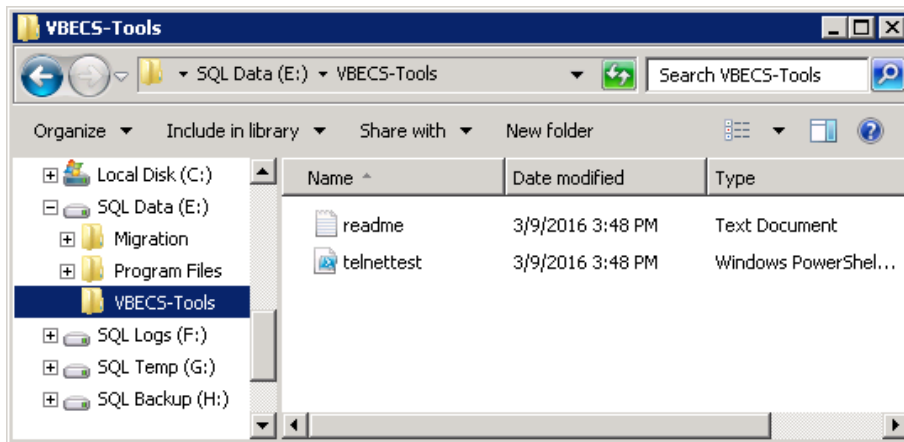 VBECS-Tools
SQL Data (E:) VBECS-Tools Search VBECS-Tools
Organize Include in library Share with New folder
Local Disk (C:)
SQL Data (E:)
Migration
Program Files
VBECS-Tools
SQL Logs (F:)
SQL Temp (G:)
SQL Backup (H:)
Name Date modified Type
readme 3/9/2016 3:48 PM Text Document
telnettest 3/9/2016 3:48 PM Windows PowerShel...